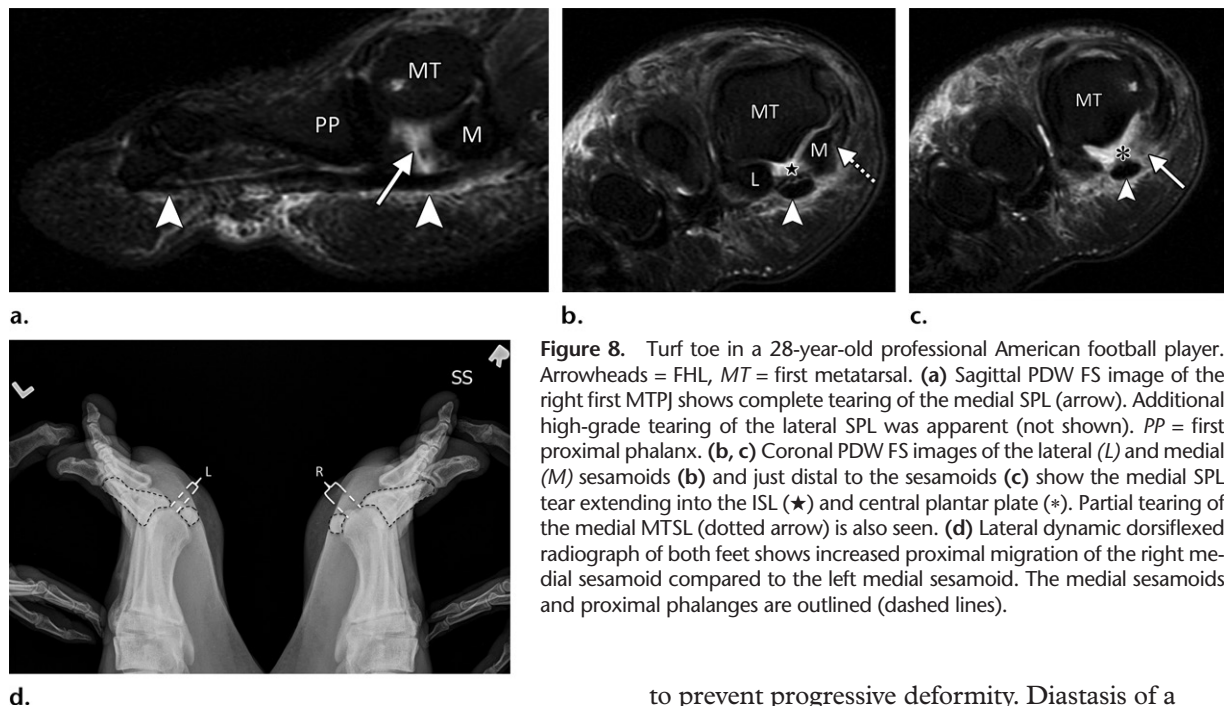 MT
PP
M
a.
MT
M
L
★
b.
MT
*
c.
L
SS
R
L
R
d.
Figure 8. Turf toe in a 28-year-old professional American football player.
Arrowheads = FHL, MT = first metatarsal. (a) Sagittal PDW FS image of the
right first MTPJ shows complete tearing of the medial SPL (arrow). Additional
high-grade tearing of the lateral SPL was apparent (not shown). PP = first
proximal phalanx. (b, c) Coronal PDW FS images of the lateral (L) and medial
(M) sesamoids (b) and just distal to the sesamoids (c) show the medial SPL
tear extending into the ISL (★) and central plantar plate (*). Partial tearing of
the medial MTSL (dotted arrow) is also seen. (d) Lateral dynamic dorsiflexed
radiograph of both feet shows increased proximal migration of the right me-
dial sesamoid compared to the left medial sesamoid. The medial sesamoids
and proximal phalanges are outlined (dashed lines).
to prevent progressive deformity. Diastasis of a